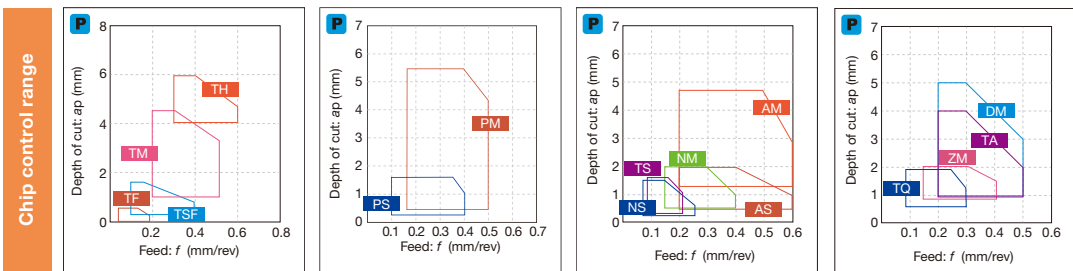 Chip control range
P
Depth of cut: ap (mm)
8
6
4
2
0
TH
TM
TF
TSF
0.2 0.4 0.6 0.8
Feed: f (mm/rev)
P
Depth of cut: ap (mm)
7
6
5
4
3
2
1
0
PM
PS
0.1 0.2 0.3 0.4 0.5 0.6 0.7
Feed: f (mm/rev)
P
Depth of cut: ap (mm)
7
6
5
4
3
2
1
0
AM
TS NM
NS AS
0.1 0.2 0.3 0.4 0.5 0.6
Feed: f (mm/rev)
P
Depth of cut: ap (mm)
7
6
5
4
3
2
1
0
DM
TA
ZM
TQ
0.1 0.2 0.3 0.4 0.5 0.6
Feed: f (mm/rev)